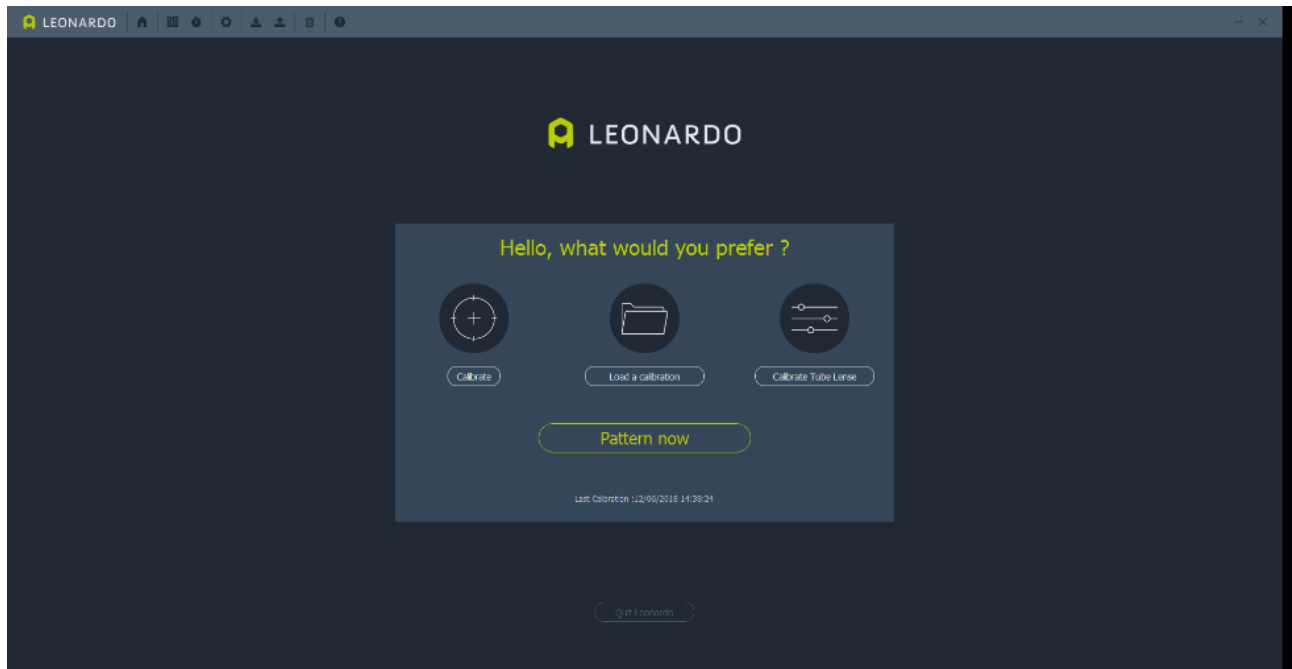 LEONARDO
LEONARDO
Hello, what would you prefer ?
Calibrate
Load a calibration
Calibrate Tube Lense
Pattern now
Last Calibration :12/06/2018 14:38:24
Quit Leonardo